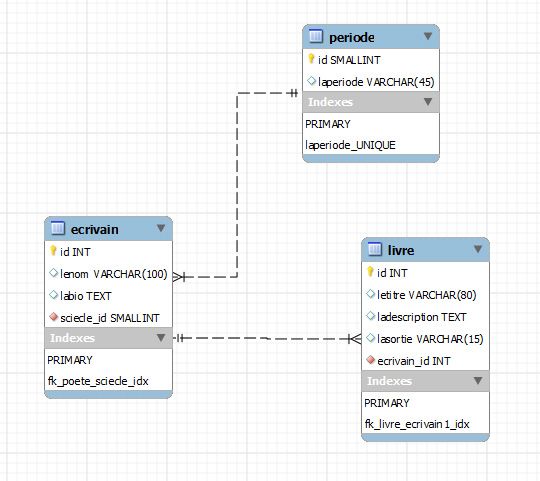 periode
id SMALLINT
laperiode VARCHAR(45)
Indexes
PRIMARY
laperiode_UNIQUE
ecrivain
id INT
lenom VARCHAR(100)
labio TEXT
sciecle_id SMALLINT
Indexes
PRIMARY
fk_poete_sciecle_idx
livre
id INT
letitre VARCHAR(80)
ladescription TEXT
lasortie VARCHAR(15)
ecrivain_id INT
Indexes
PRIMARY
fk_livre_ecrivain1_idx